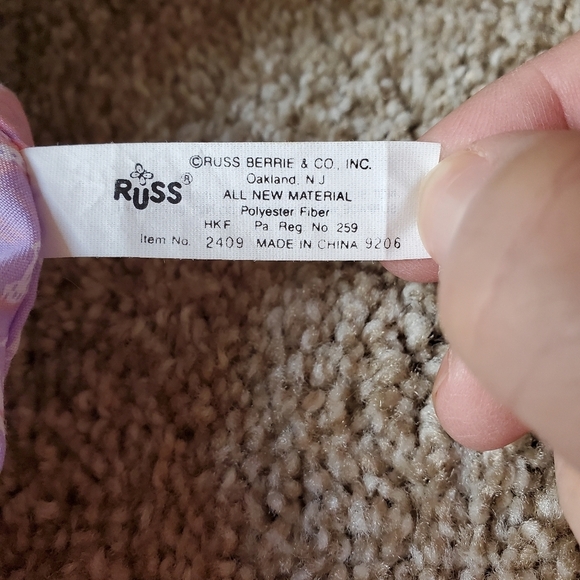 RUSS®
©RUSS BERRIE & CO., INC.
Oakland, N J
ALL NEW MATERIAL
Polyester Fiber
HKF Pa Reg No 259
Item No. 2409 MADE IN CHINA 9206